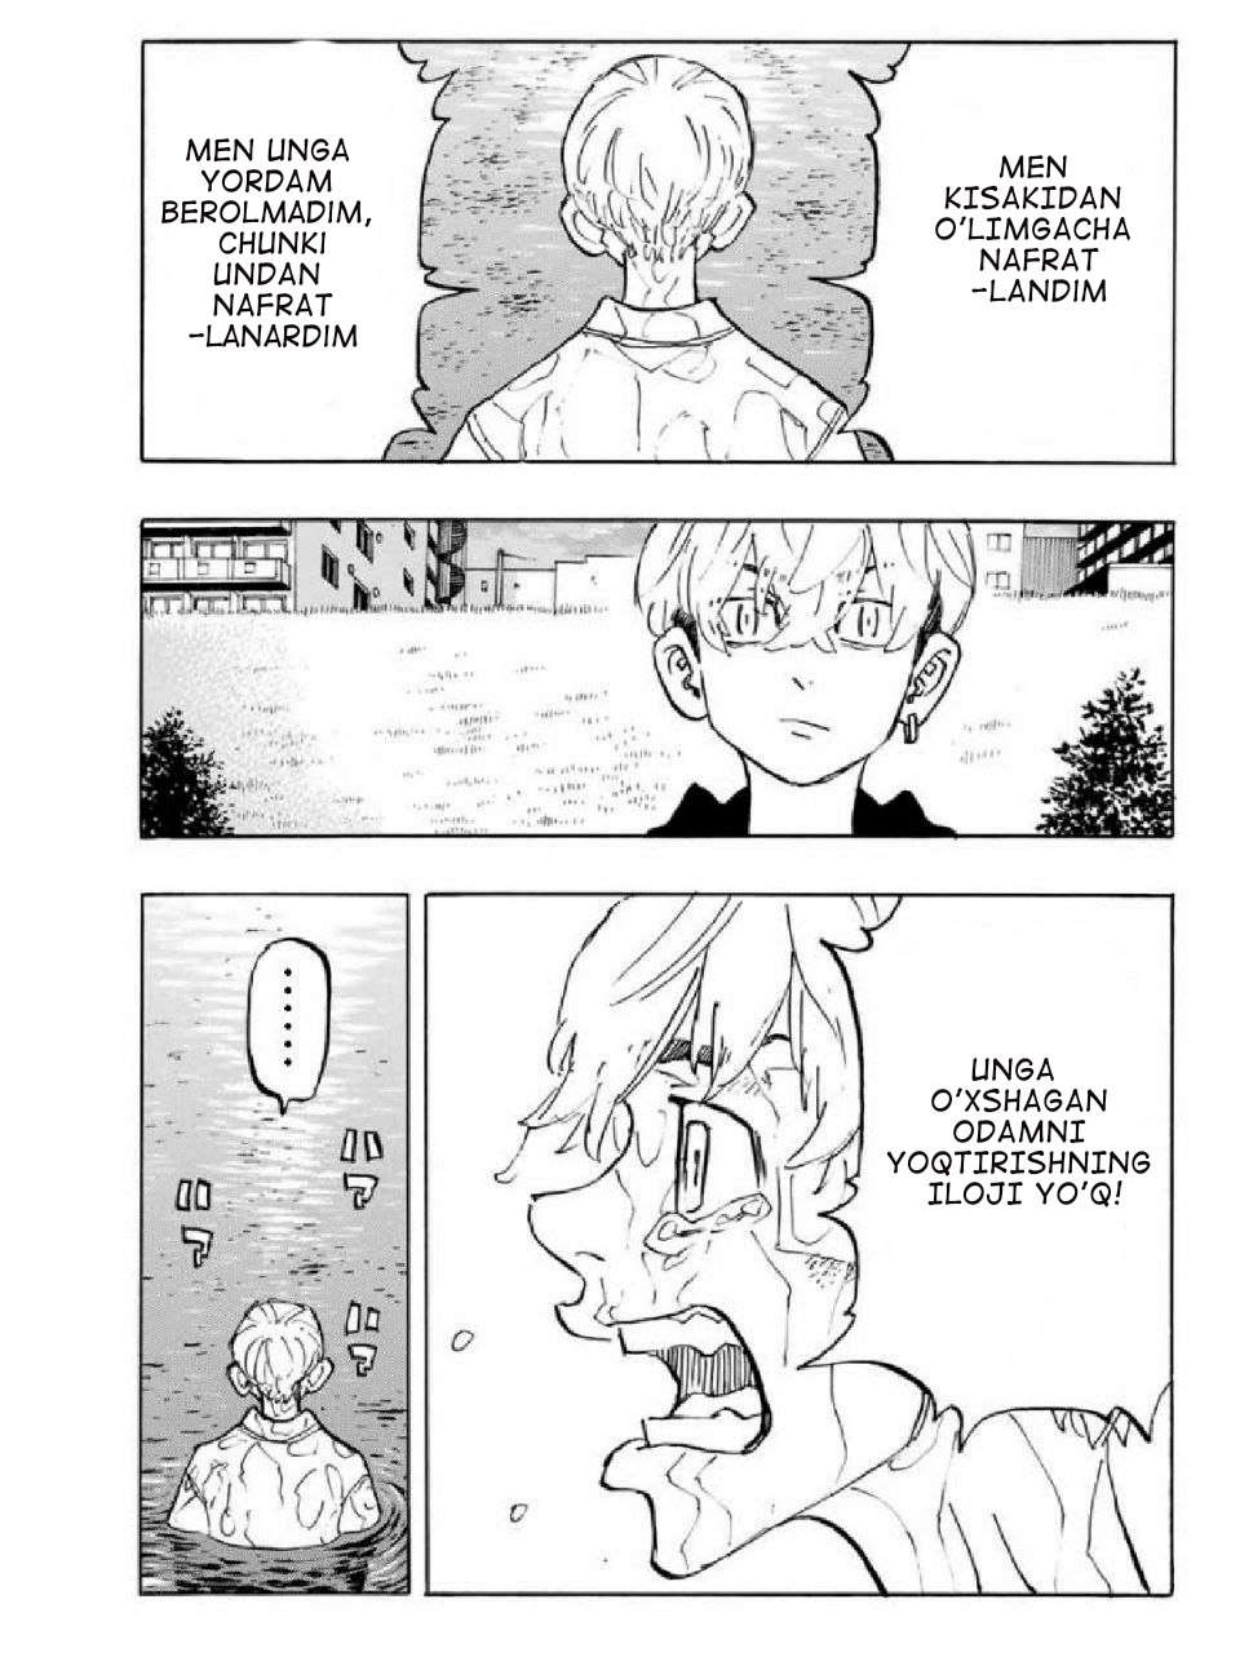 MEN
KISAKIDAN
O'LIMGACHA
NAFRAT
-LANDIM
MEN UNGA
YORDAM
BEROLMADIM,
CHUNKI
UNDAN
NAFRAT
-LANARDIM
UNGA
O'XSHAGAN
ODAMNI
YOQTIRISHNING
ILOJI YO'Q!
......
ハァ
ハァ
ハァ